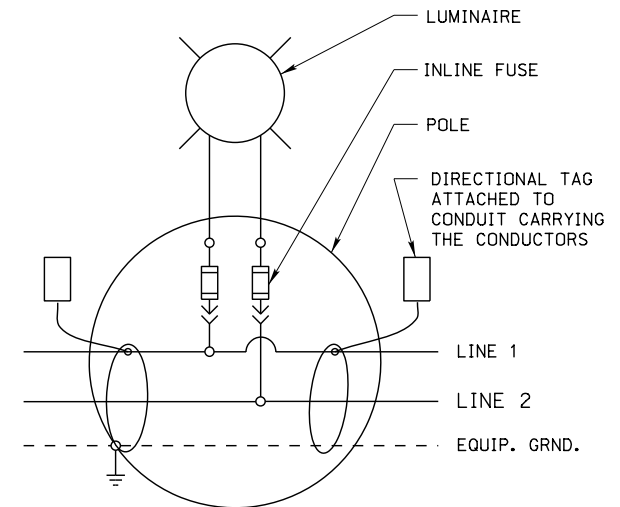 LUMINAIRE
INLINE FUSE
POLE
DIRECTIONAL TAG
ATTACHED TO
CONDUIT CARRYING
THE CONDUCTORS
LINE 1
LINE 2
EQUIP. GRND.